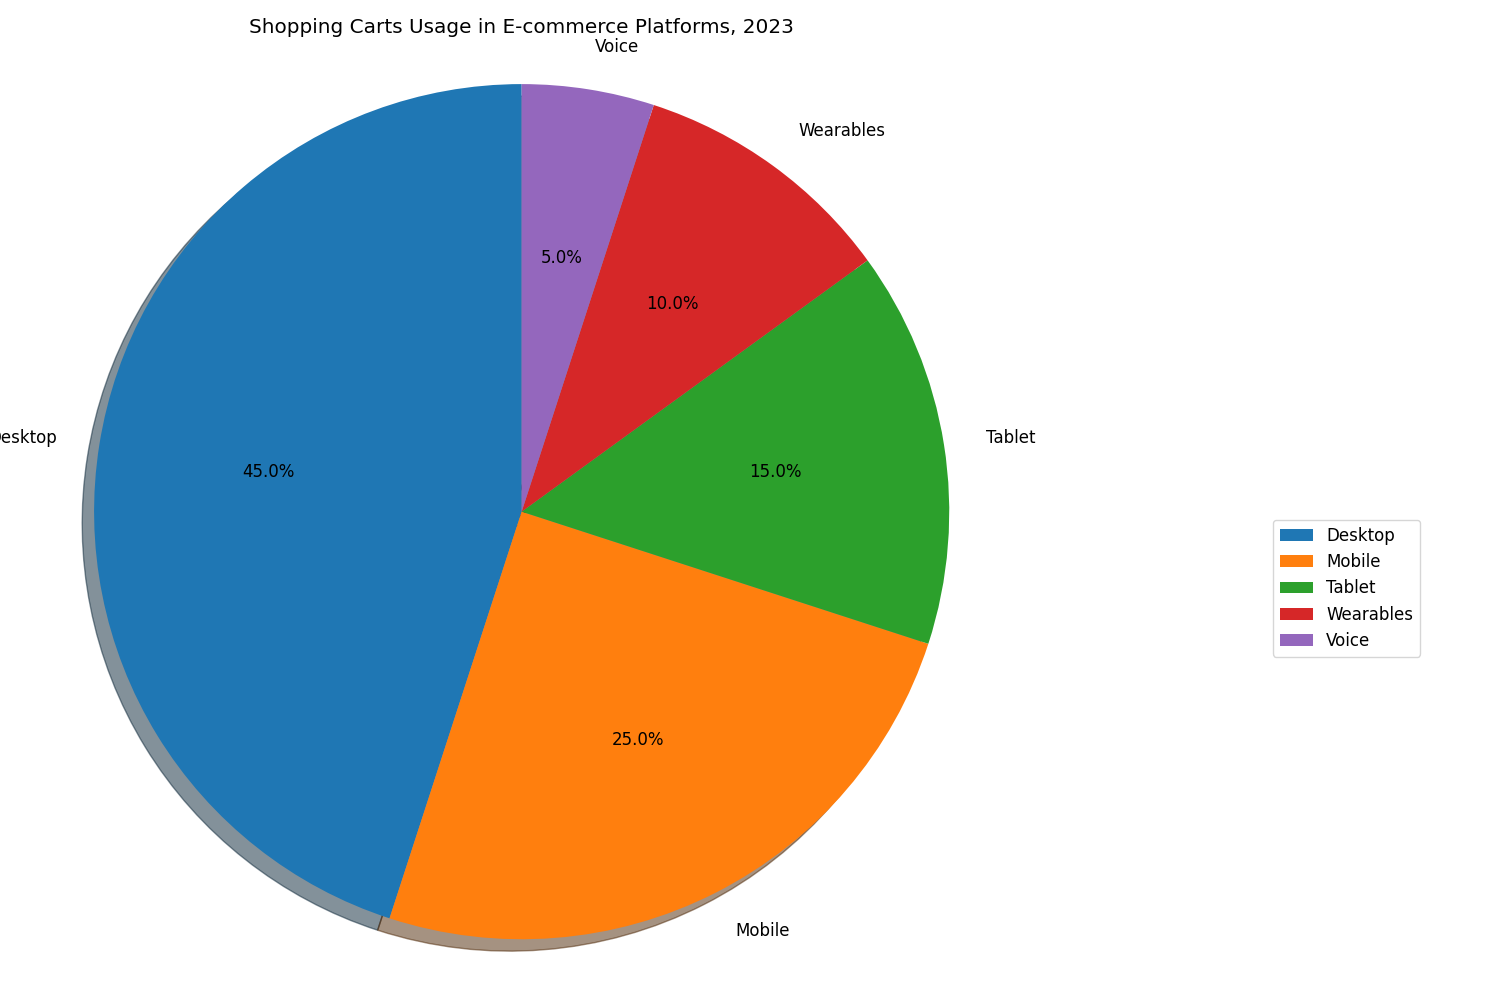 Shopping Carts Usage in E-commerce Platforms, 2023
Voice
Wearables
5.0%
10.0%
esktop
45.0%
15.0%
Tablet
25.0%
Mobile
Desktop
Mobile
Tablet
Wearables
Voice